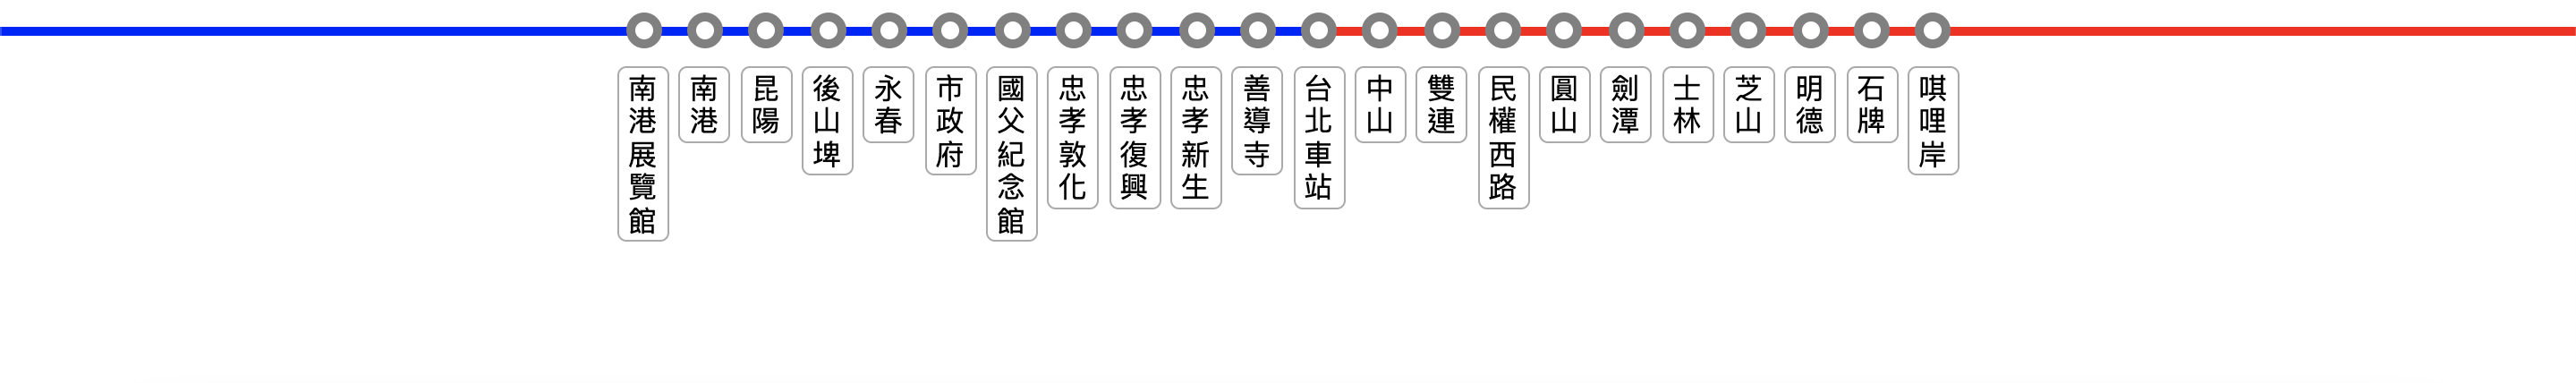 南港展覽館
南港
昆陽
後山埤
永春
市政府
國父紀念館
忠孝敦化
忠孝復興
忠孝新生
善導寺
台北車站
中山
雙連
民權西路
圓山
劍潭
士林
芝山
明德
石牌
唭哩岸